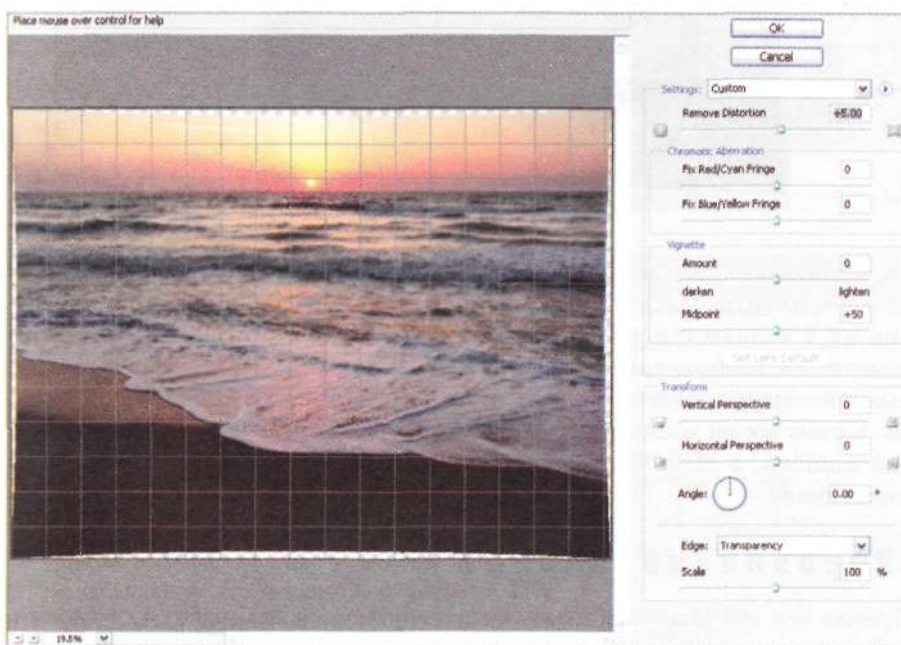 Place mouse over control for help
OK
Cancel
Settings: Custom
Remove Distortion +5.00
Chromatic Aberration
Fix Red/Cyan Fringe 0
Fix Blue/Yellow Fringe 0
Vignette
Amount 0
darken lighten
Midpoint +50
Set Lens Default
Transform
Vertical Perspective 0
Horizontal Perspective 0
Angle: 0.00 °
Edge: Transparency
Scale 100 %
19.5%